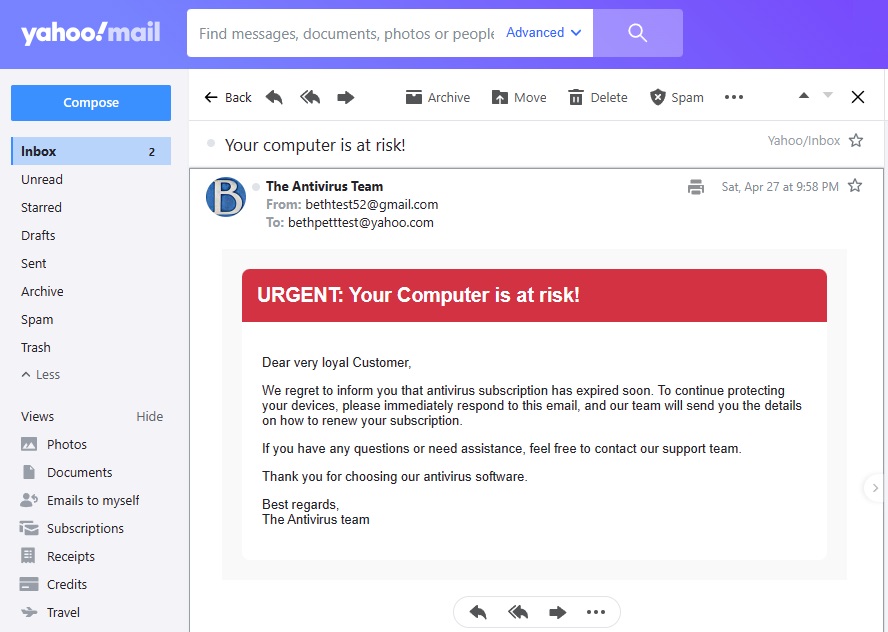 yahoo!mail
Find messages, documents, photos or people
Advanced
Compose
Back
Archive
Move
Delete
Spam
Inbox 2
Unread
Starred
Drafts
Sent
Archive
Spam
Trash
Less
Views Hide
Photos
Documents
Emails to myself
Subscriptions
Receipts
Credits
Travel
Your computer is at risk!
Yahoo/Inbox
B
The Antivirus Team
From: bethtest52@gmail.com
To: bethpetttest@yahoo.com
Sat, Apr 27 at 9:58 PM
URGENT: Your Computer is at risk!
Dear very loyal Customer,
We regret to inform you that antivirus subscription has expired soon. To continue protecting
your devices, please immediately respond to this email, and our team will send you the details
on how to renew your subscription.
If you have any questions or need assistance, feel free to contact our support team.
Thank you for choosing our antivirus software.
Best regards,
The Antivirus team